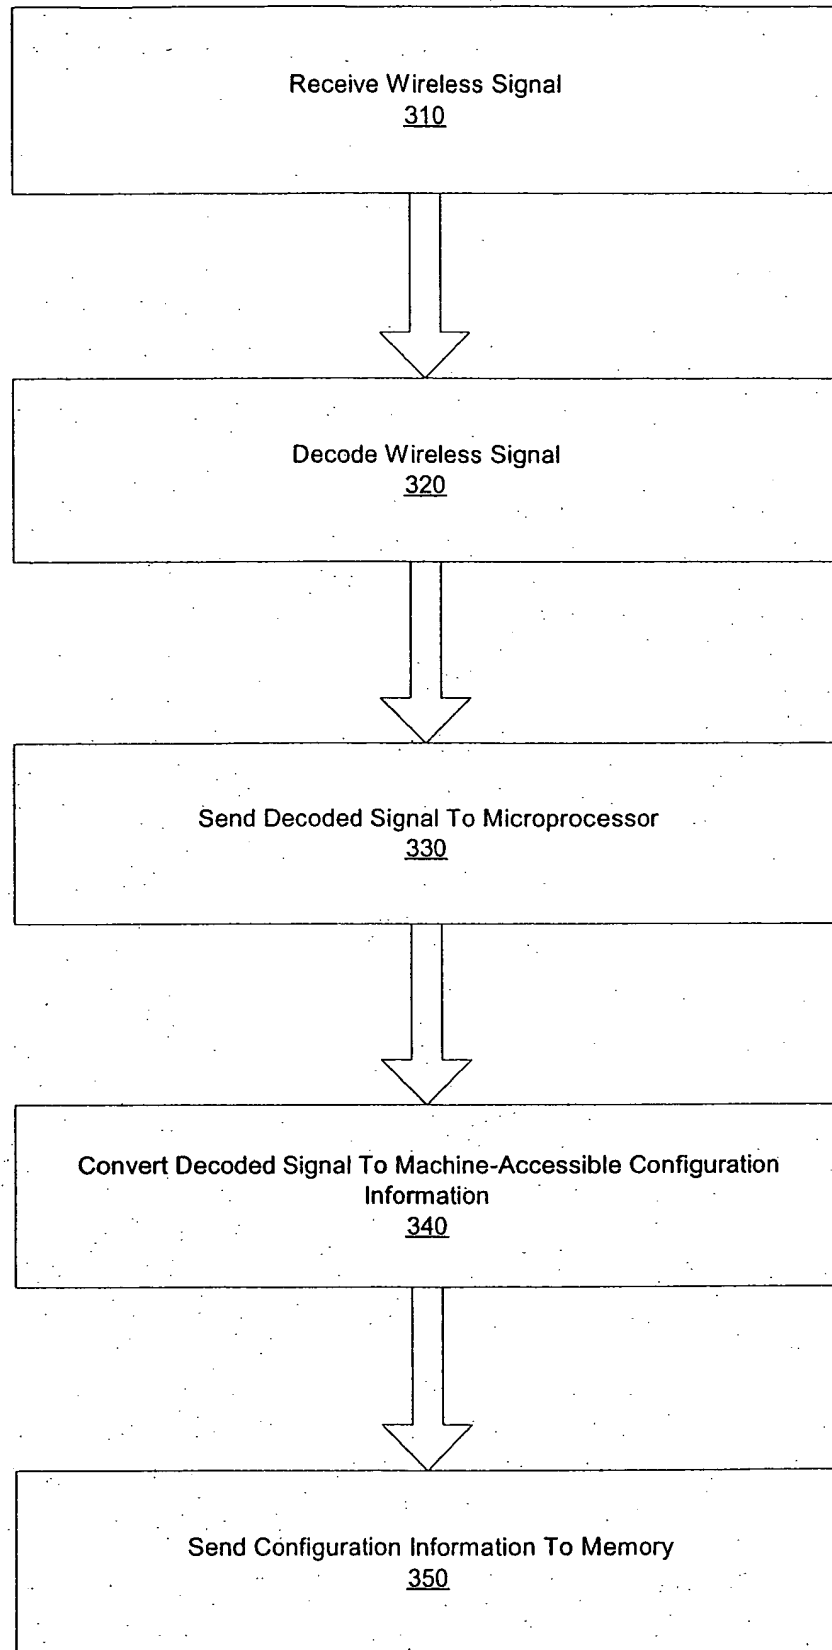 Receive Wireless Signal
310
Decode Wireless Signal
320
Send Decoded Signal To Microprocessor
330
Convert Decoded Signal To Machine-Accessible Configuration
Information
340
Send Configuration Information To Memory
350